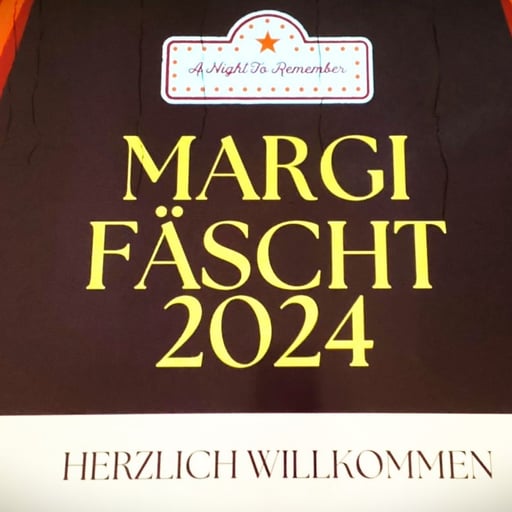 A Night To Remember
MARGI
FÄSCHT
2024
HERZLICH WILLKOMMEN